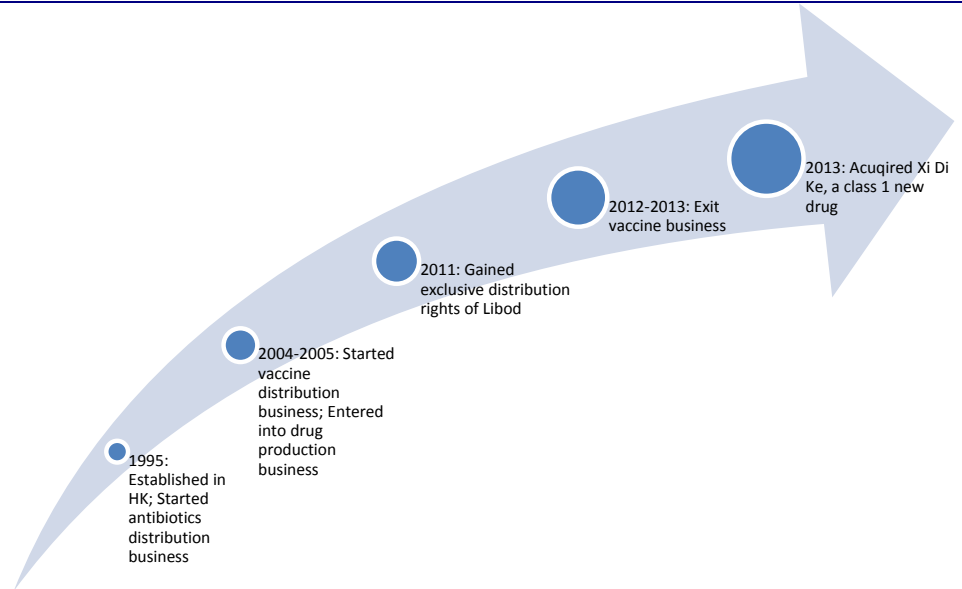 1995:
Established in
HK; Started
antibiotics
distribution
business
2004-2005: Started
vaccine
distribution
business; Entered
into drug
production
business
2011: Gained
exclusive distribution
rights of Libod
2012-2013: Exit
vaccine business
2013: Acuqired Xi Di
Ke, a class 1 new
drug